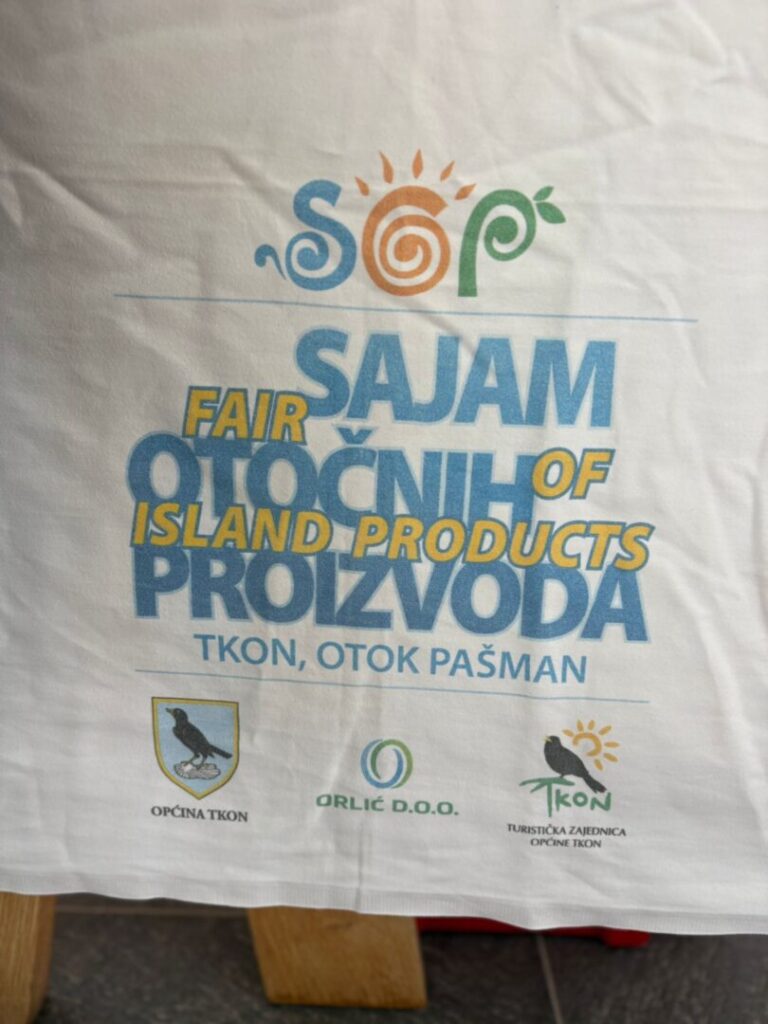 SOP
SAJAM
FAIR
OTOČNIH OF
ISLAND PRODUCTS
PROIZVODA
TKON, OTOK PAŠMAN
OPĆINA TKON
ORLIĆ D.O.O.
TKON
TURISTIČKA ZAJEDNICA
OPĆINE TKON